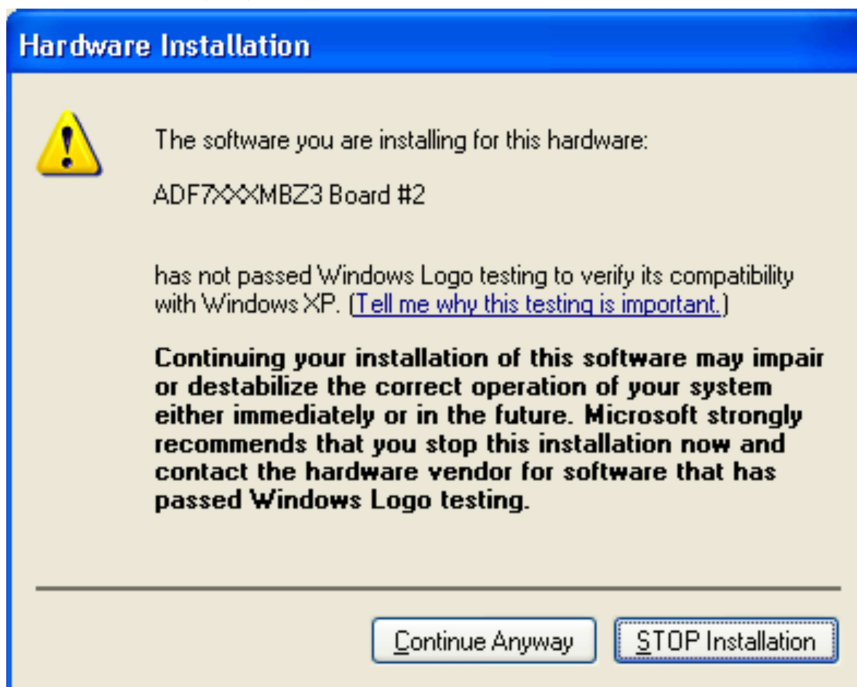 Hardware Installation
The software you are installing for this hardware:
ADF7XXXMBZ3 Board #2
has not passed Windows Logo testing to verify its compatibility
with Windows XP. (Tell me why this testing is important.)
Continuing your installation of this software may impair
or destabilize the correct operation of your system
either immediately or in the future. Microsoft strongly
recommends that you stop this installation now and
contact the hardware vendor for software that has
passed Windows Logo testing.
Continue Anyway STOP Installation